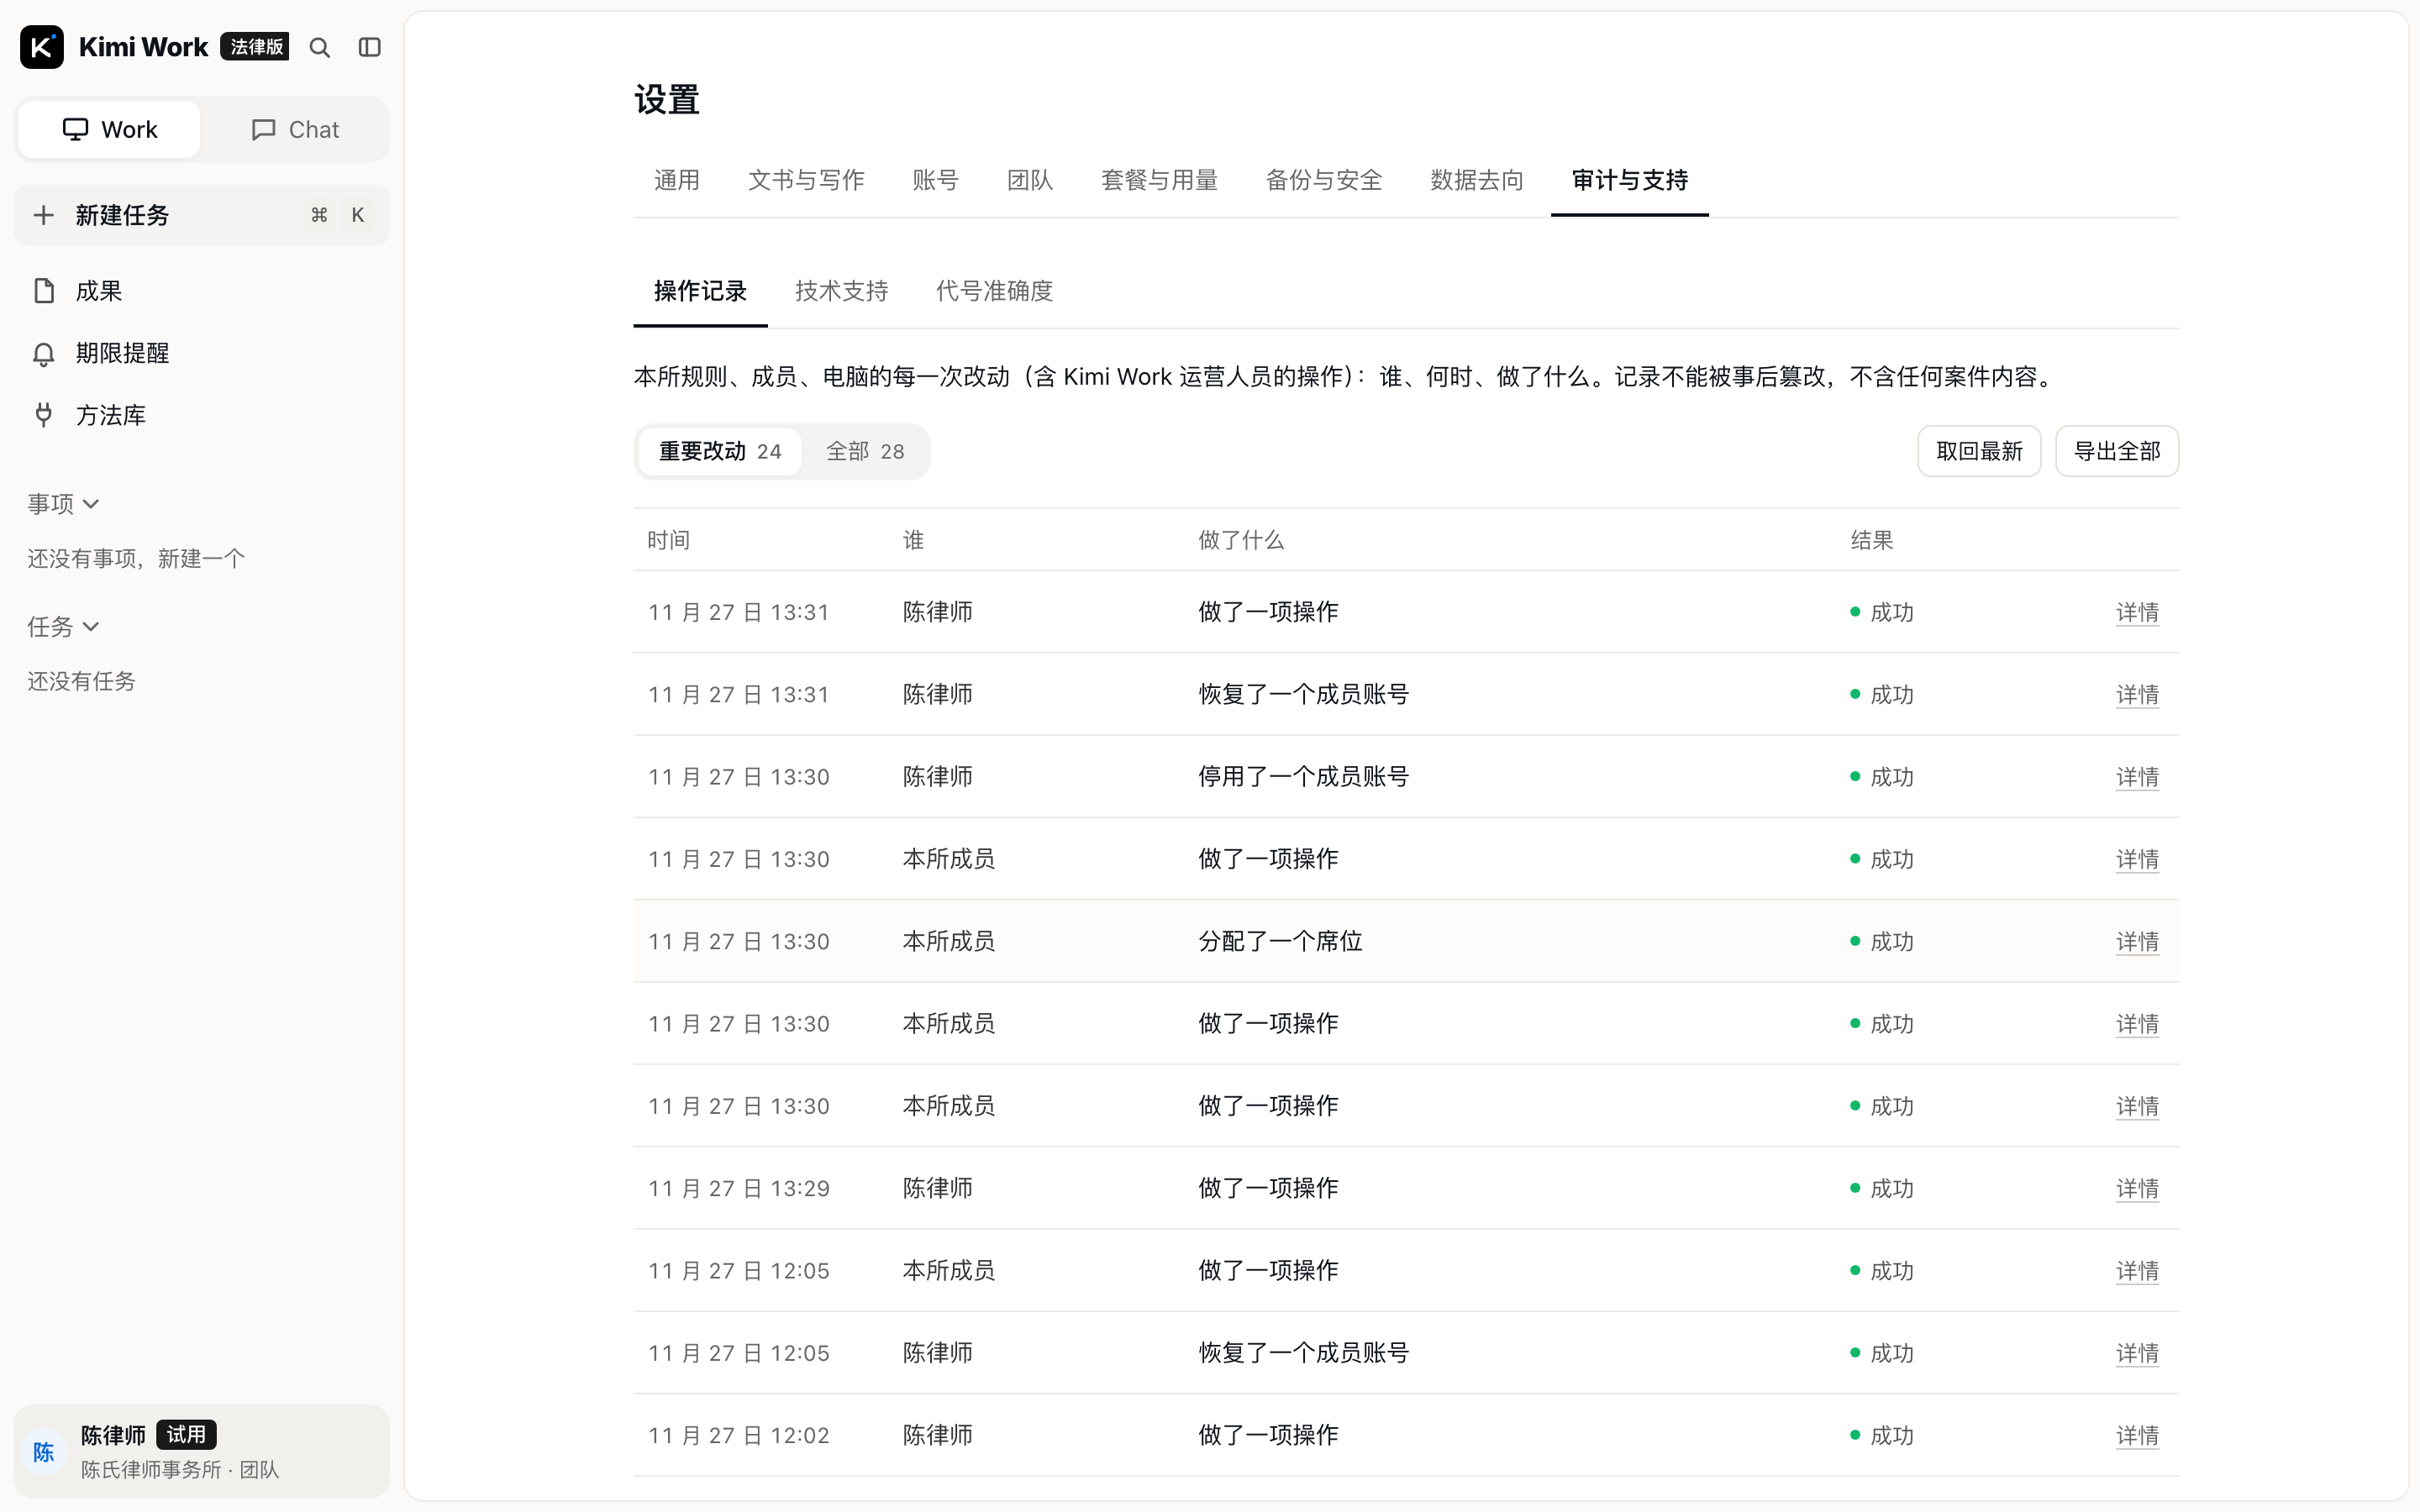 Kimi Work 法律版
Work Chat
新建任务 ⌘ K
成果
期限提醒
方法库
事项
还没有事项，新建一个
任务
还没有任务
陈 陈律师 试用
陈氏律师事务所 · 团队
设置
通用 文书与写作 账号 团队 套餐与用量 备份与安全 数据去向 审计与支持
操作记录 技术支持 代号准确度
本所规则、成员、电脑的每一次改动（含 Kimi Work 运营人员的操作）：谁、何时、做了什么。记录不能被事后篡改，不含任何案件内容。
重要改动 24 全部 28 取回最新 导出全部
时间 谁 做了什么 结果
11 月 27 日 13:31 陈律师 做了一项操作 成功 详情
11 月 27 日 13:31 陈律师 恢复了一个成员账号 成功 详情
11 月 27 日 13:30 陈律师 停用了一个成员账号 成功 详情
11 月 27 日 13:30 本所成员 做了一项操作 成功 详情
11 月 27 日 13:30 本所成员 分配了一个席位 成功 详情
11 月 27 日 13:30 本所成员 做了一项操作 成功 详情
11 月 27 日 13:30 本所成员 做了一项操作 成功 详情
11 月 27 日 13:29 陈律师 做了一项操作 成功 详情
11 月 27 日 12:05 本所成员 做了一项操作 成功 详情
11 月 27 日 12:05 陈律师 恢复了一个成员账号 成功 详情
11 月 27 日 12:02 陈律师 做了一项操作 成功 详情